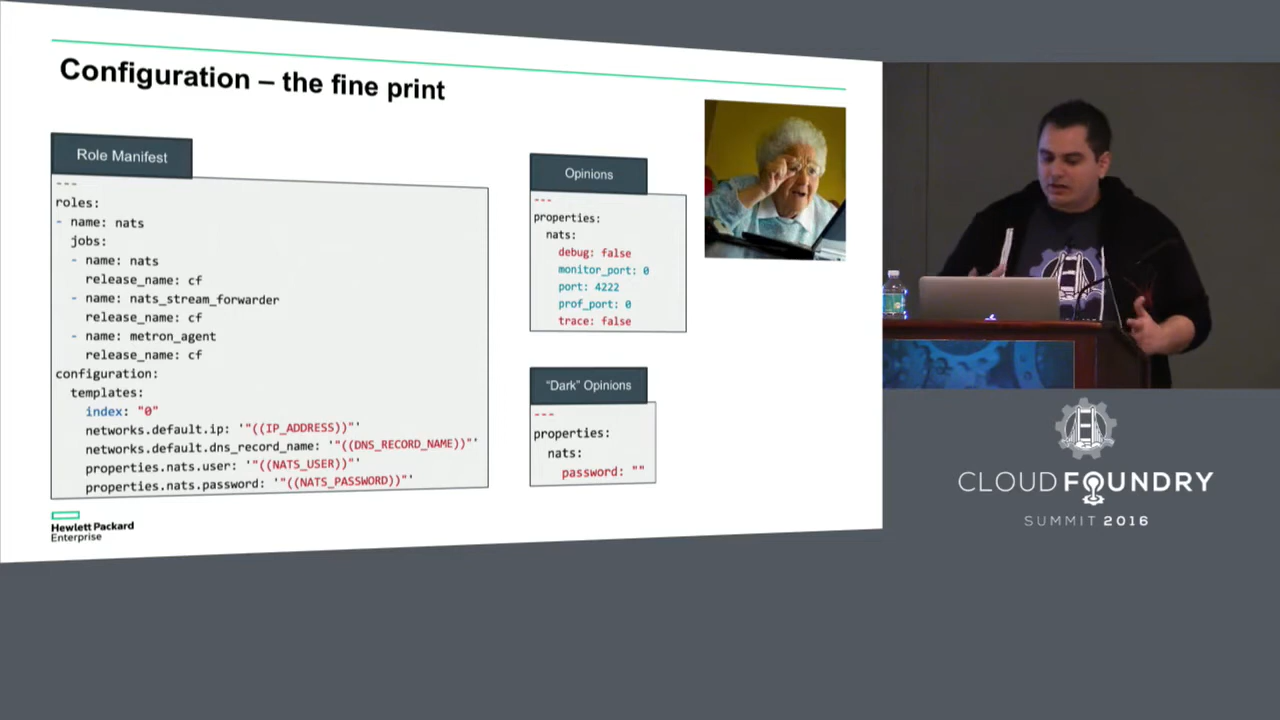 Configuration – the fine print
Role Manifest
---
roles:
- name: nats
jobs:
- name: nats
release_name: cf
- name: nats_stream_forwarder
release_name: cf
- name: metron_agent
release_name: cf
configuration:
templates:
index: "0"
networks.default.ip: '"((IP_ADDRESS))"'
networks.default.dns_record_name: '"((DNS_RECORD_NAME))"'
properties.nats.user: '"((NATS_USER))"'
properties.nats.password: '"((NATS_PASSWORD))"'
Opinions
---
properties:
nats:
debug: false
monitor_port: 0
port: 4222
prof_port: 0
trace: false
"Dark" Opinions
---
properties:
nats:
password: ""
Hewlett Packard
Enterprise
CLOUD FOUNDRY
SUMMIT 2016